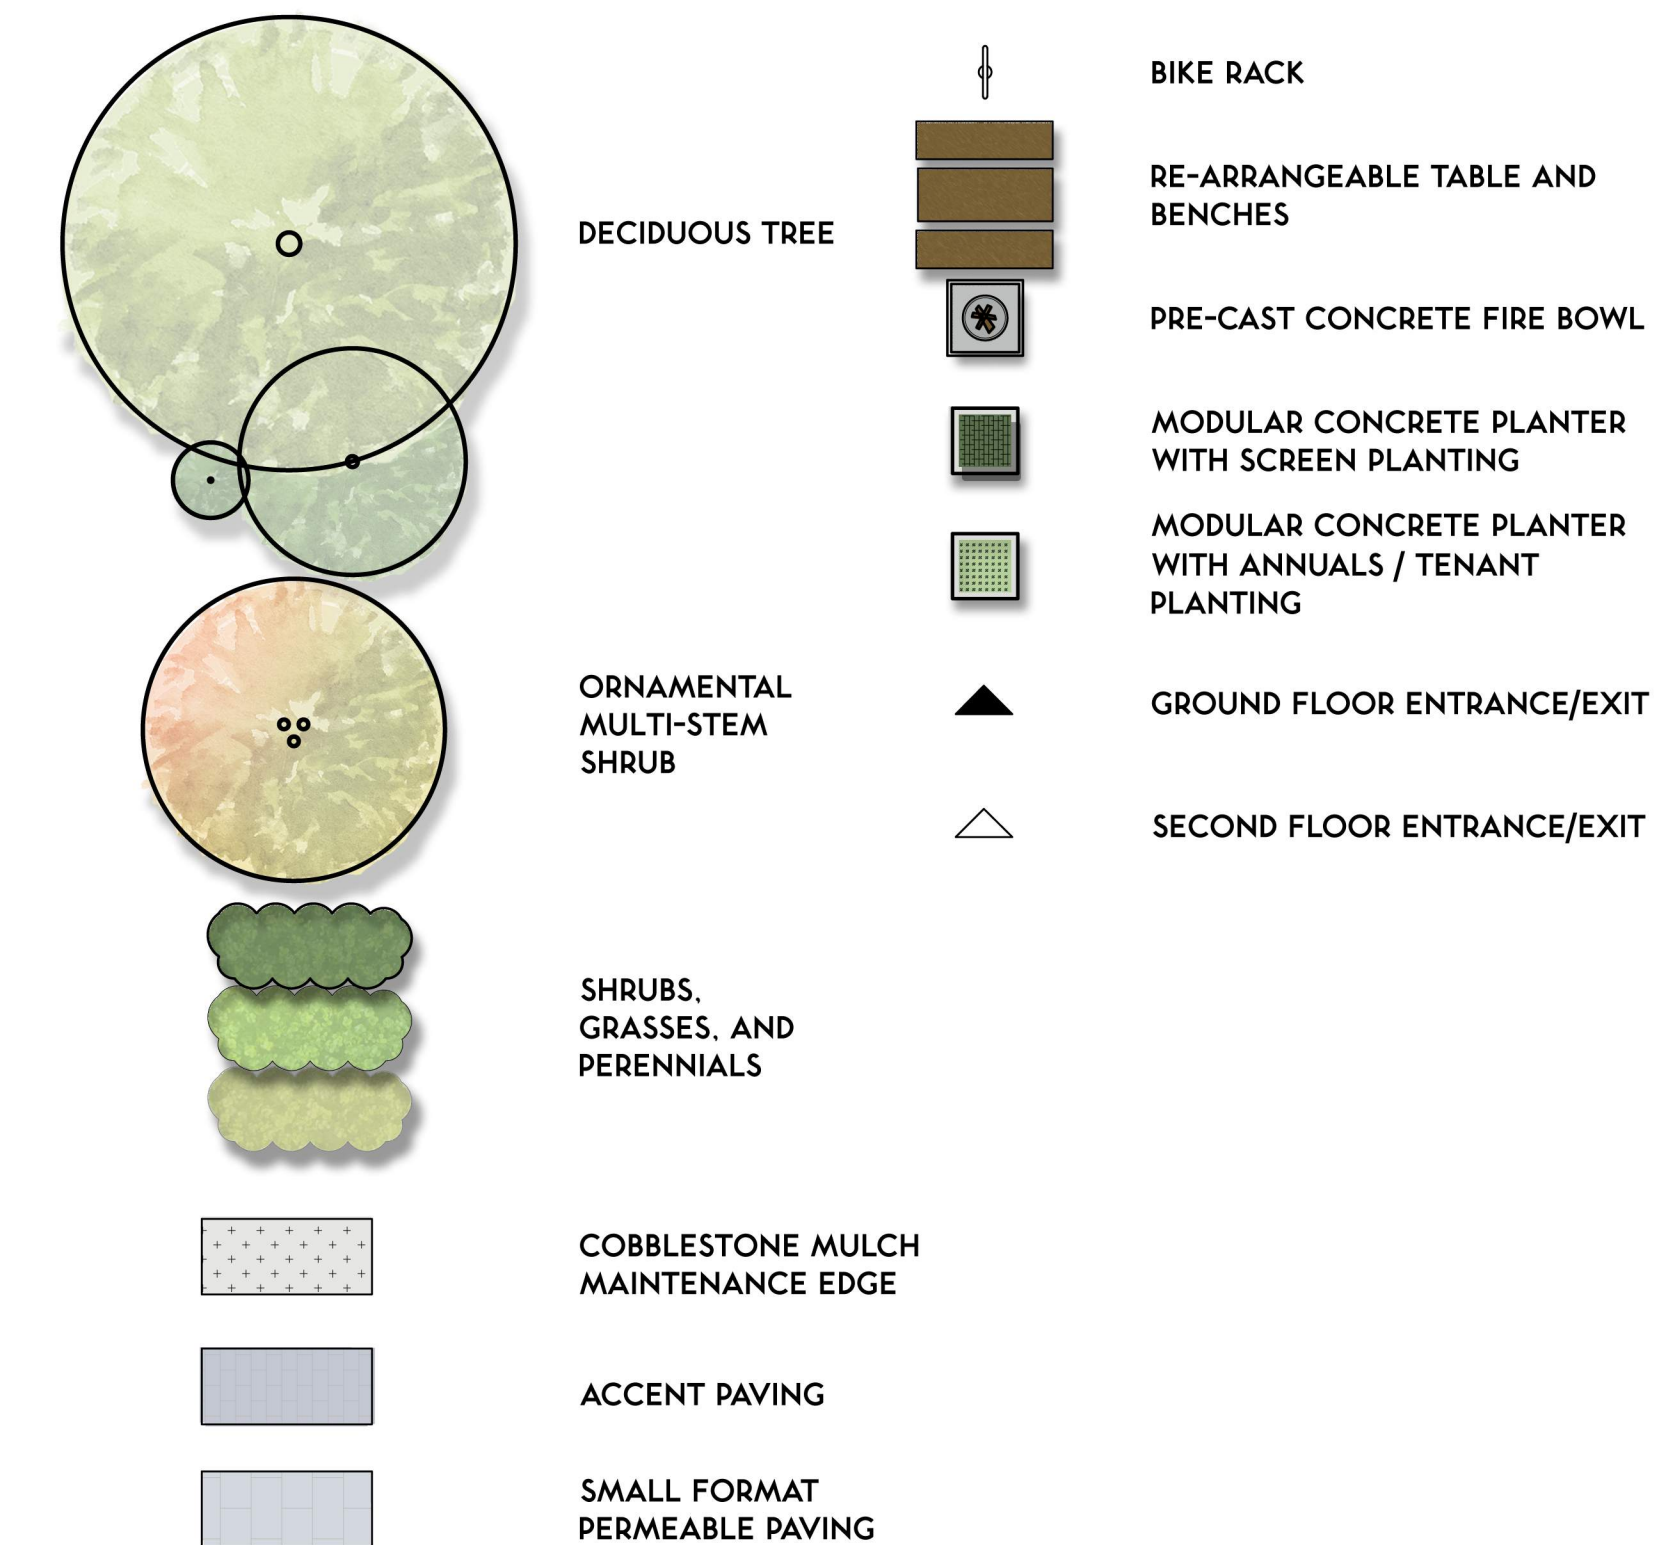 DECIDUOUS TREE
ORNAMENTAL
MULTI-STEM
SHRUB
SHRUBS,
GRASSES, AND
PERENNIALS
COBBLESTONE MULCH
MAINTENANCE EDGE
ACCENT PAVING
SMALL FORMAT
PERMEABLE PAVING
BIKE RACK
RE-ARRANGEABLE TABLE AND
BENCHES
PRE-CAST CONCRETE FIRE BOWL
MODULAR CONCRETE PLANTER
WITH SCREEN PLANTING
MODULAR CONCRETE PLANTER
WITH ANNUALS / TENANT
PLANTING
GROUND FLOOR ENTRANCE/EXIT
SECOND FLOOR ENTRANCE/EXIT